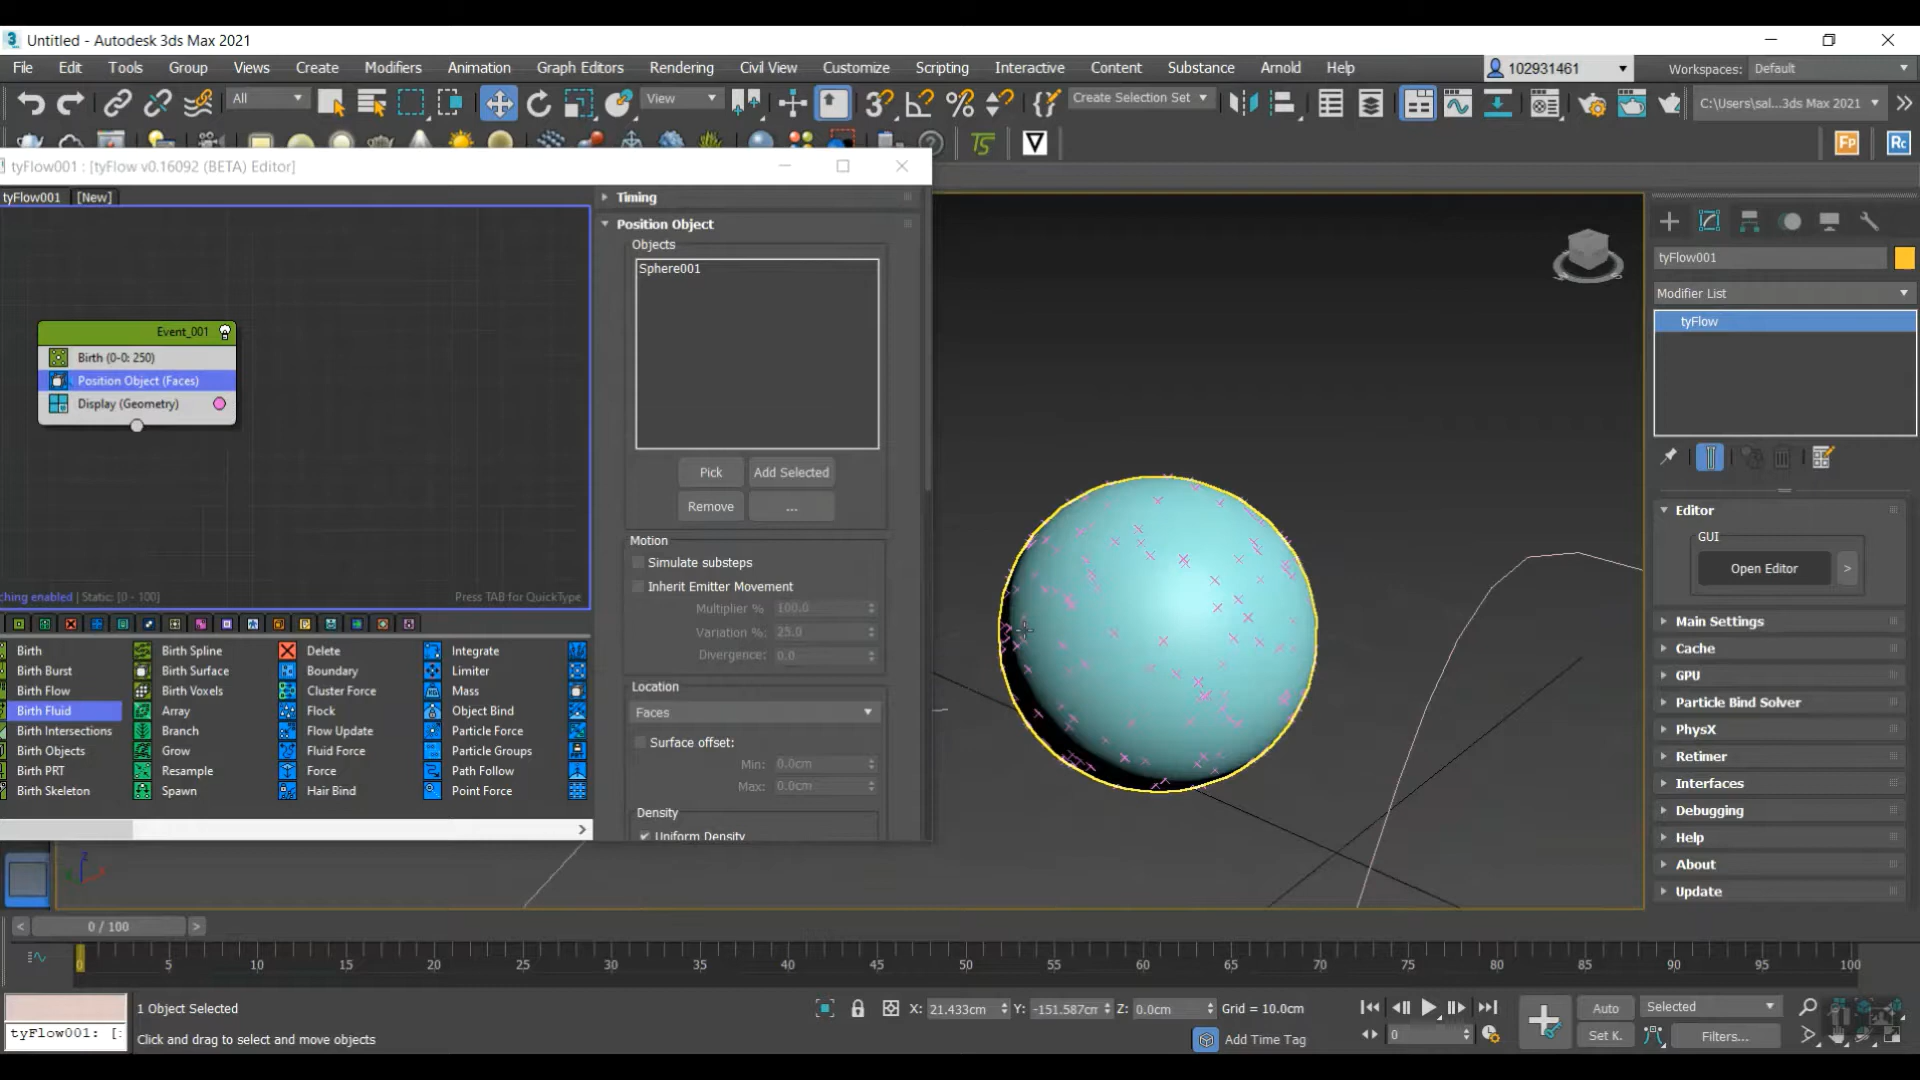 Untitled - Autodesk 3ds Max 2021
File Edit Tools Group Views Create Modifiers Animation Graph Editors Rendering Civil View Customize Scripting Interactive Content Substance Arnold Help
102931461
Workspaces: Default
All
View
Create Selection Set
C:\Users\sal...3ds Max 2021
tyFlow001 : [tyFlow v0.16092 (BETA) Editor]
tyFlow001 [New]
Event_001
Birth (0-0: 250)
Position Object (Faces)
Display (Geometry)
ching enabled | Static: [0 - 100]
Press TAB for QuickType
Birth
Birth Burst
Birth Flow
Birth Fluid
Birth Intersections
Birth Objects
Birth PRT
Birth Skeleton
Birth Spline
Birth Surface
Birth Voxels
Array
Branch
Grow
Resample
Spawn
Delete
Boundary
Cluster Force
Flock
Flow Update
Fluid Force
Force
Hair Bind
Integrate
Limiter
Mass
Object Bind
Particle Force
Particle Groups
Path Follow
Point Force
Timing
Position Object
Objects
Sphere001
Pick
Add Selected
Remove
...
Motion
Simulate substeps
Inherit Emitter Movement
Multiplier % 100.0
Variation %: 25.0
Divergence: 0.0
Location
Faces
Surface offset:
Min: 0.0cm
Max: 0.0cm
Density
Uniform Density
tyFlow001
Modifier List
tyFlow
Editor
GUI
Open Editor
>
Main Settings
Cache
GPU
Particle Bind Solver
PhysX
Retimer
Interfaces
Debugging
Help
About
Update
Fp
Rc
< 0 / 100 >
0 5 10 15 20 25 30 35 40 45 50 55 60 65 70 75 80 85 90 95 100
1 Object Selected
tyFlow001: [:
Click and drag to select and move objects
X: 21.433cm Y: -151.587cm Z: 0.0cm Grid = 10.0cm
Add Time Tag
0
Auto
Selected
Set K.
Filters...